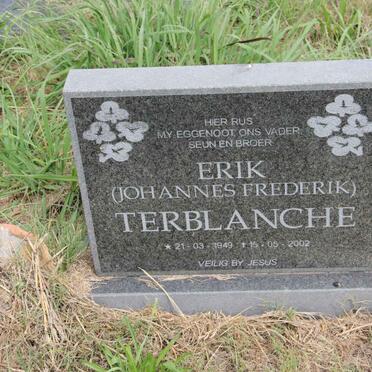 HIER RUS
MY EGGENOOT, ONS VADER,
SEUN EN BROER
ERIK
(JOHANNES FREDERIK)
TERBLANCHE
★ 21-03-1949 ✝ 15-05-2002
VEILIG BY JESUS